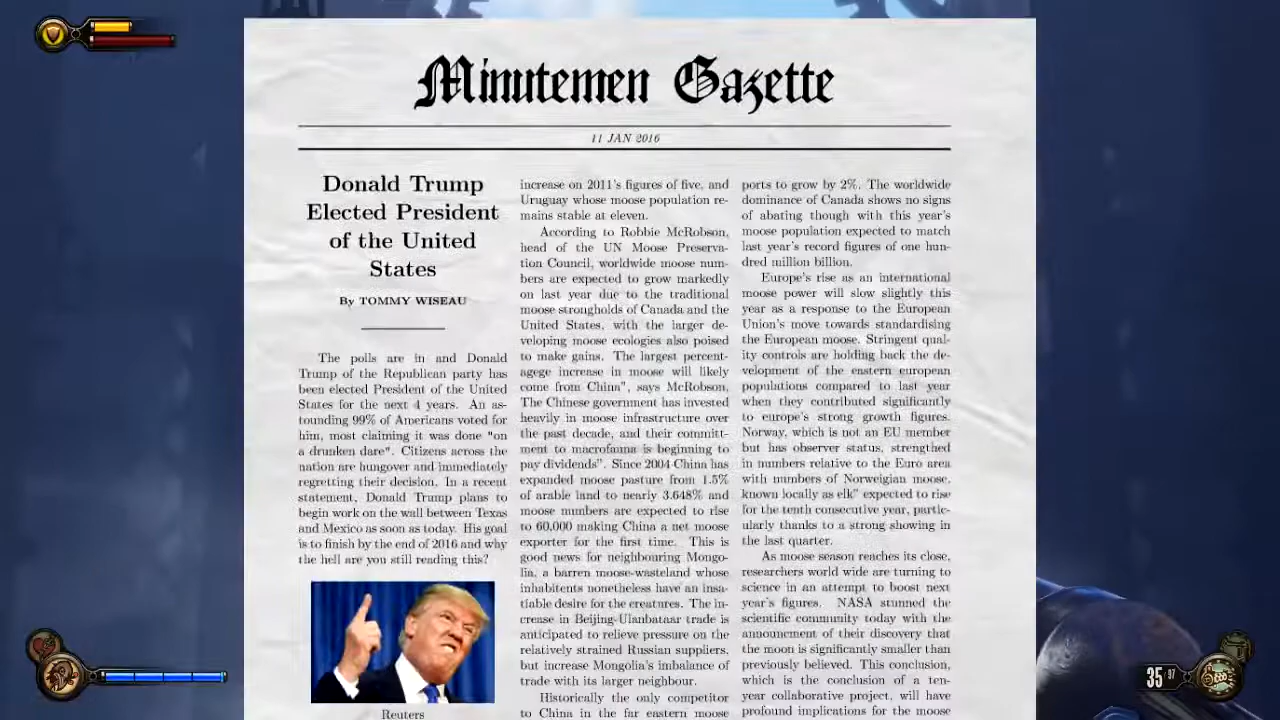 Minutemen Gazette
11 JAN 2016
Donald Trump
Elected President
of the United
States
By TOMMY WISEAU
The polls are in and Donald
Trump of the Republican party has
been elected President of the United
States for the next 4 years. An as-
tounding 99% of Americans voted for
him, most claiming it was done "on
a drunken dare". Citizens across the
nation are hungover and immediately
regretting their decision. In a recent
statement, Donald Trump plans to
begin work on the wall between Texas
and Mexico as soon as today. His goal
is to finish by the end of 2016 and why
the hell are you still reading this?
Reuters
increase on 2011's figures of five, and
Uruguay whose moose population re-
mains stable at eleven.
According to Robbie McRobson,
head of the UN Moose Preserva-
tion Council, worldwide moose num-
bers are expected to grow markedly
on last year due to the traditional
moose strongholds of Canada and the
United States, with the larger de-
veloping moose ecologies also poised
to make gains. The largest percent-
agege increase in moose will likely
come from China", says McRobson,
The Chinese government has invested
heavily in moose infrastructure over
the past decade, and their committ-
ment to macrofauna is beginning to
pay dividends". Since 2004 China has
expanded moose pasture from 1.5%
of arable land to nearly 3.648% and
moose numbers are expected to rise
to 60,000 making China a net moose
exporter for the first time. This is
good news for neighbouring Mongo-
lia, a barren moose-wasteland whose
inhabitents nonetheless have an insa-
tiable desire for the creatures. The in-
crease in Beijing-Ulanbataar trade is
anticipated to relieve pressure on the
relatively strained Russian suppliers,
but increase Mongolia's imbalance of
trade with its larger neighbour.
Historically the only competitor
to China in the far eastern moose
ports to grow by 2%. The worldwide
dominance of Canada shows no signs
of abating though with this year's
moose population expected to match
last year's record figures of one hun-
dred million billion.
Europe's rise as an international
moose power will slow slightly this
year as a response to the European
Union's move towards standardising
the European moose. Stringent qual-
ity controls are holding back the de-
velopment of the eastern european
populations compared to last year
when they contributed significantly
to europe's strong growth figures.
Norway, which is not an EU member
but has observer status, strengthed
in numbers relative to the Euro area
with numbers of Norweigian moose,
known locally as elk" expected to rise
for the tenth consecutive year, partic-
ularly thanks to a strong showing in
the last quarter.
As moose season reaches its close,
researchers world wide are turning to
science in an attempt to boost next
year's figures. NASA stunned the
scientific community today with the
announcement of their discovery that
the moon is significantly smaller than
previously believed. This conclusion,
which is the conclusion of a ten-
year collaborative project, will have
profound implications for the moose
35/97